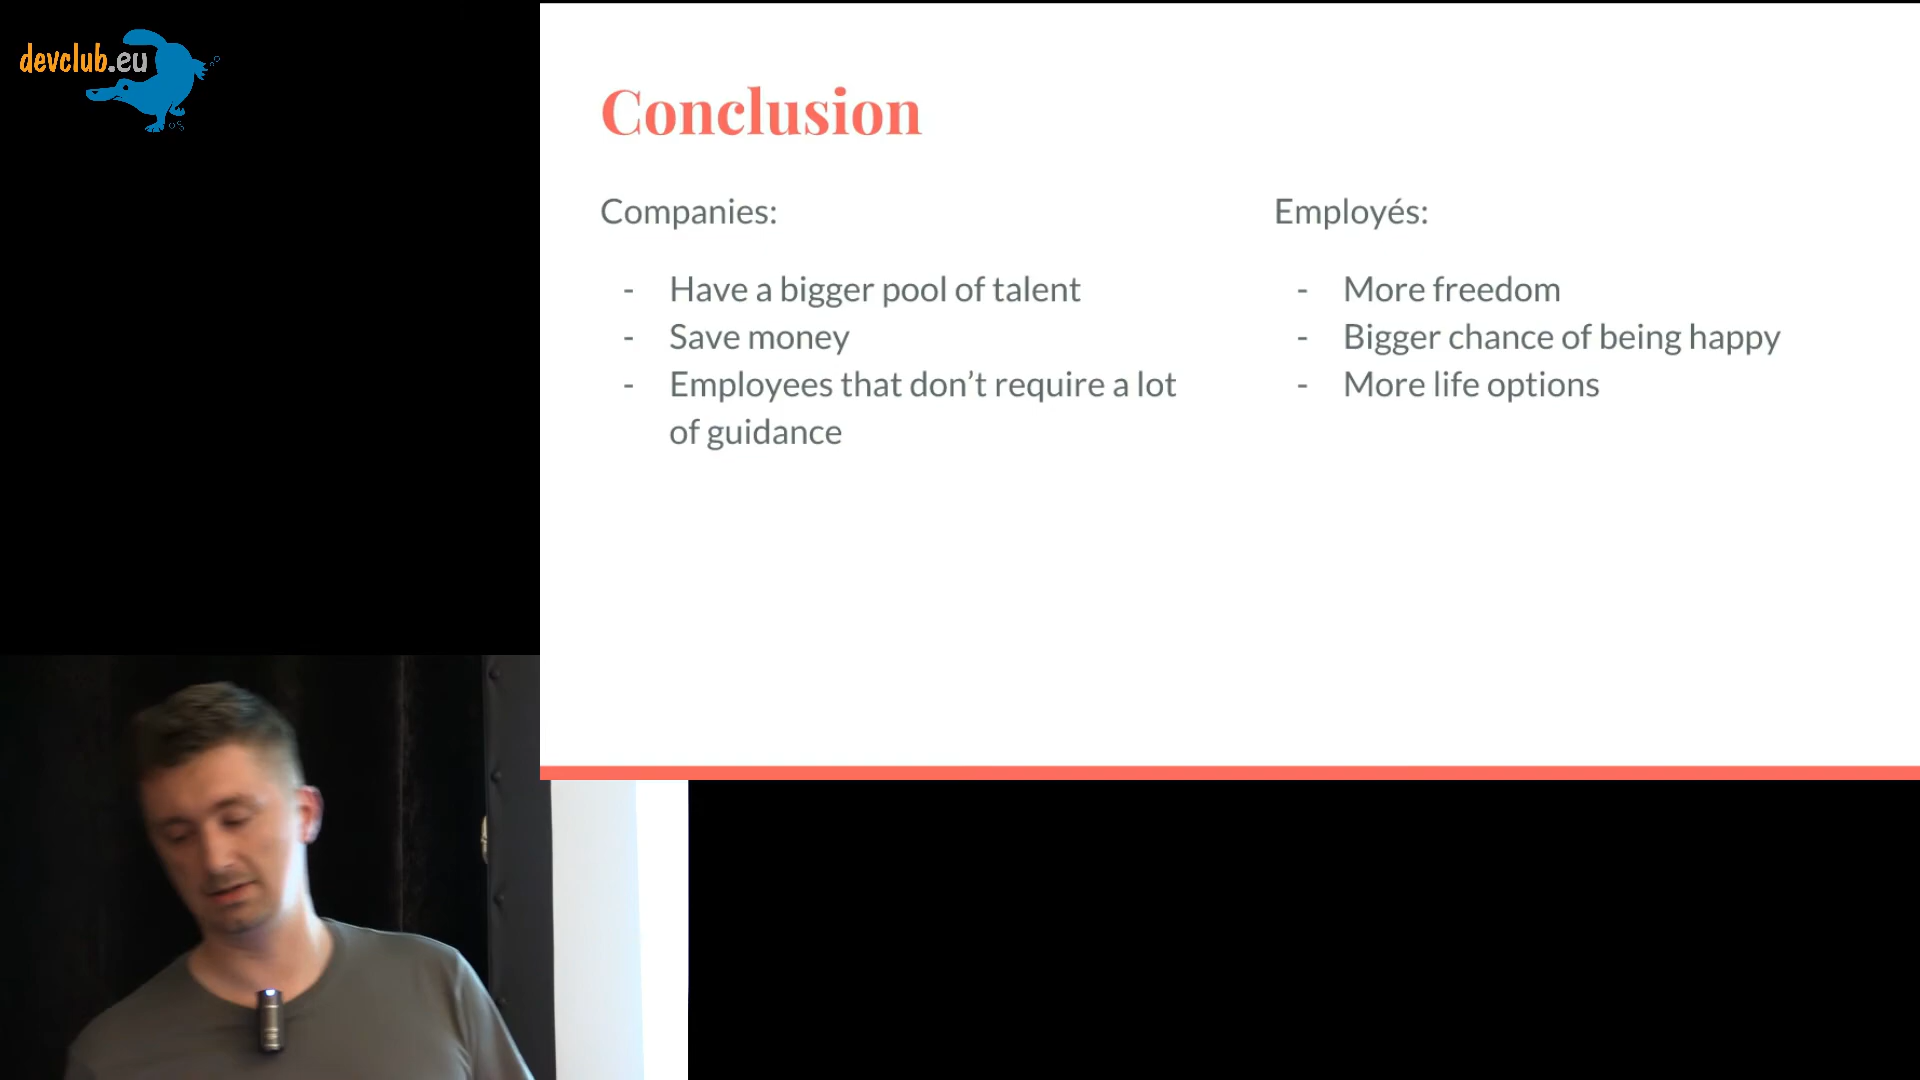 devclub.eu
Conclusion
Companies:
- Have a bigger pool of talent
- Save money
- Employees that don’t require a lot
of guidance
Employés:
- More freedom
- Bigger chance of being happy
- More life options